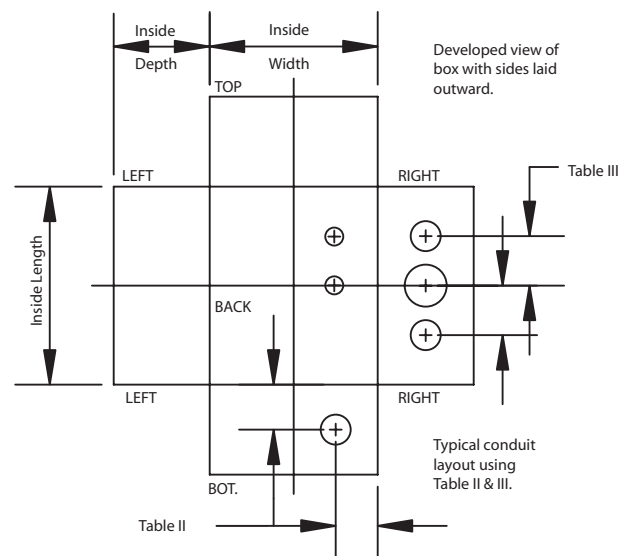 Inside
Depth
Inside
Width
Developed view of
box with sides laid
outward.
TOP
LEFT
RIGHT
Table III
Inside Length
BACK
LEFT
RIGHT
Typical conduit
layout using
Table II & III.
BOT.
Table II